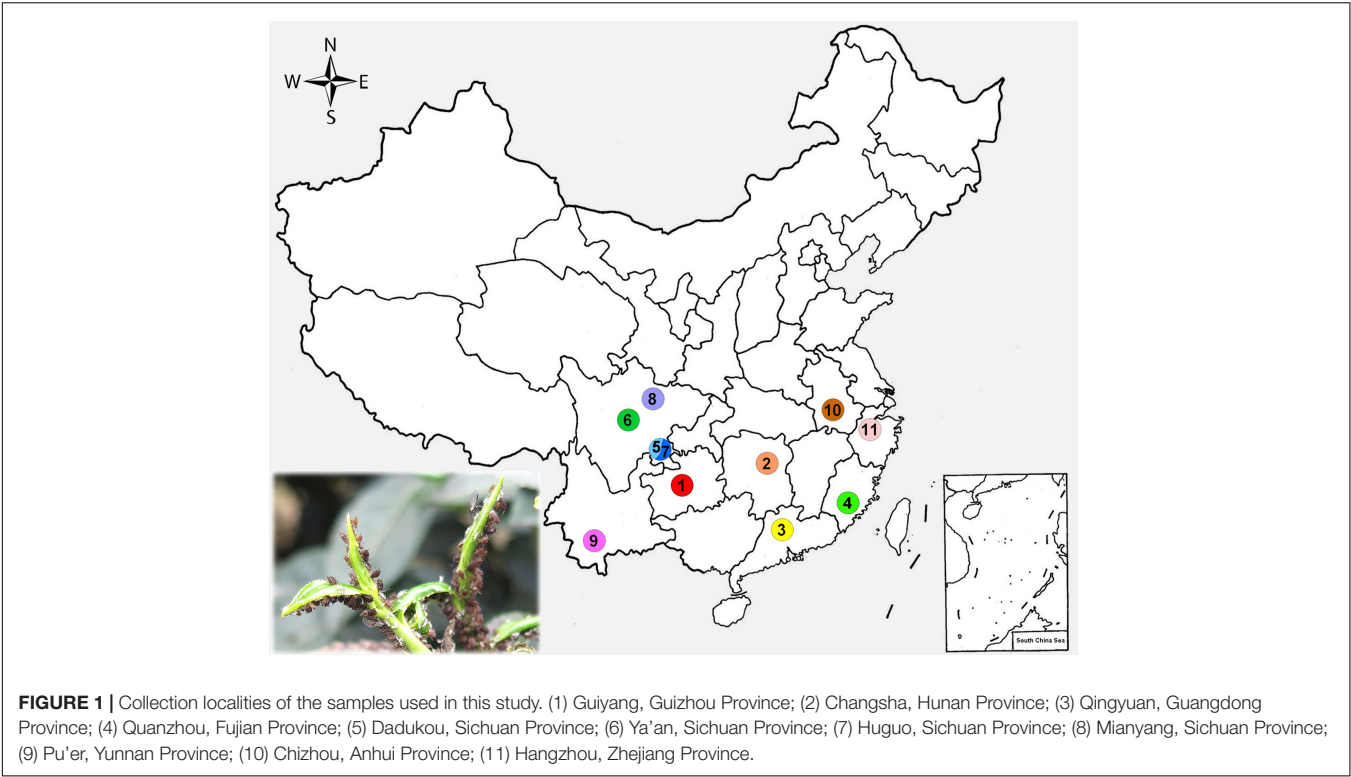 N
W E
S
8
6
10
11
57
2
1
4
3
9
South China Sea
FIGURE 1 | Collection localities of the samples used in this study. (1) Guiyang, Guizhou Province; (2) Changsha, Hunan Province; (3) Qingyuan, Guangdong
Province; (4) Quanzhou, Fujian Province; (5) Dadukou, Sichuan Province; (6) Ya’an, Sichuan Province; (7) Huguo, Sichuan Province; (8) Mianyang, Sichuan Province;
(9) Pu’er, Yunnan Province; (10) Chizhou, Anhui Province; (11) Hangzhou, Zhejiang Province.